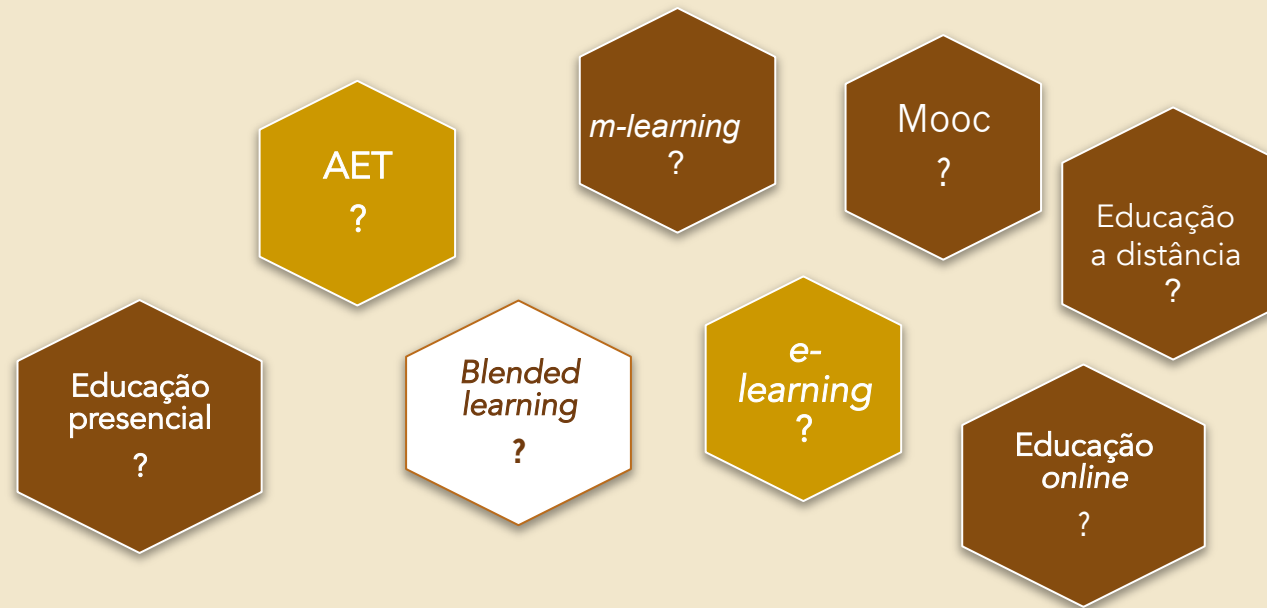 m-learning
?
Mooc
?
AET
?
Educação
a distância
?
Educação
presencial
?
Blended
learning
?
e-
learning
?
Educação
online
?